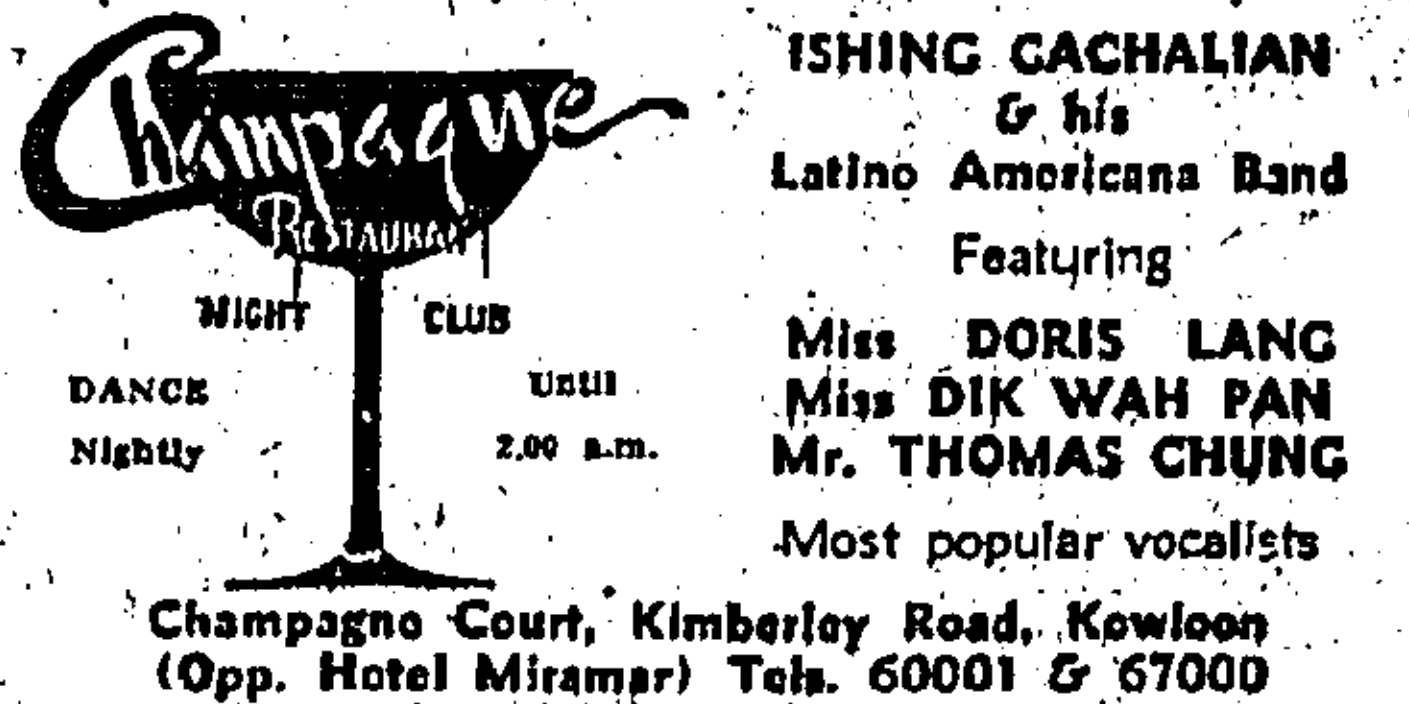 Champagne
RESTAURANT
NIGHT CLUB
DANCE
Nightly
Until
2.00 a.m.
ISHING GACHALIAN
& his
Latino Americana Band
Featuring
Miss DORIS LANG
Miss DIK WAH PAN
Mr. THOMAS CHUNG
Most popular vocalists
Champagne Court, Kimberley Road, Kowloon
(Opp. Hotel Miramar) Tels. 60001 & 67000